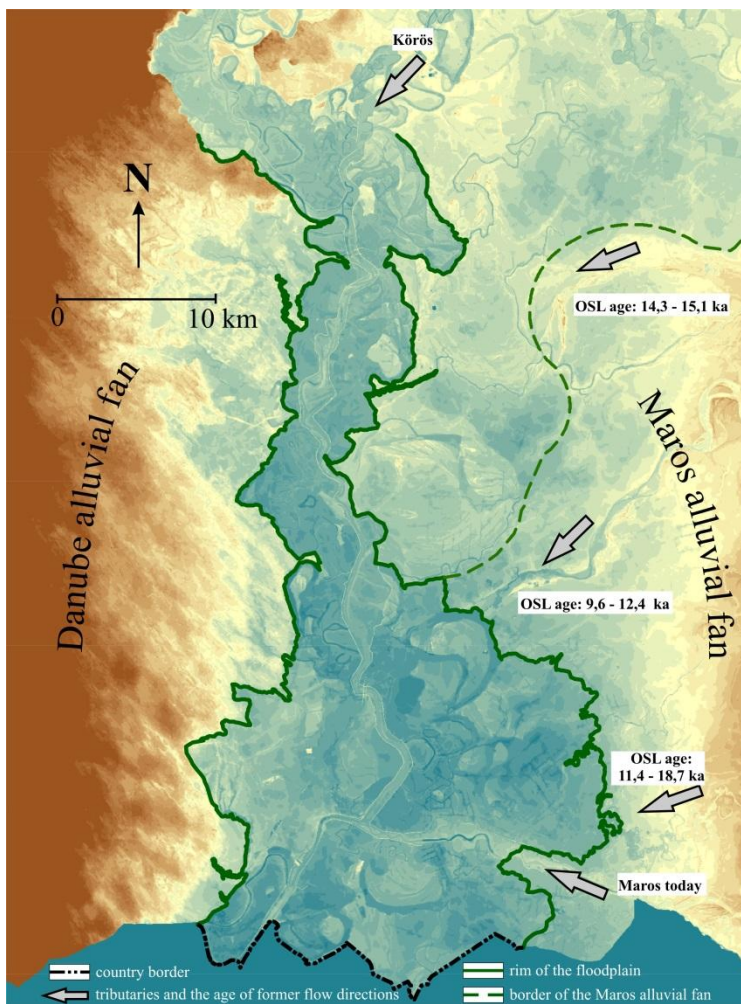 Körös
N
0 10 km
OSL age: 14,3 - 15,1 ka
Danube alluvial fan
Maros alluvial fan
OSL age: 9,6 - 12,4 ka
OSL age:
11,4 - 18,7 ka
Maros today
country border
rim of the floodplain
tributaries and the age of former flow directions
border of the Maros alluvial fan